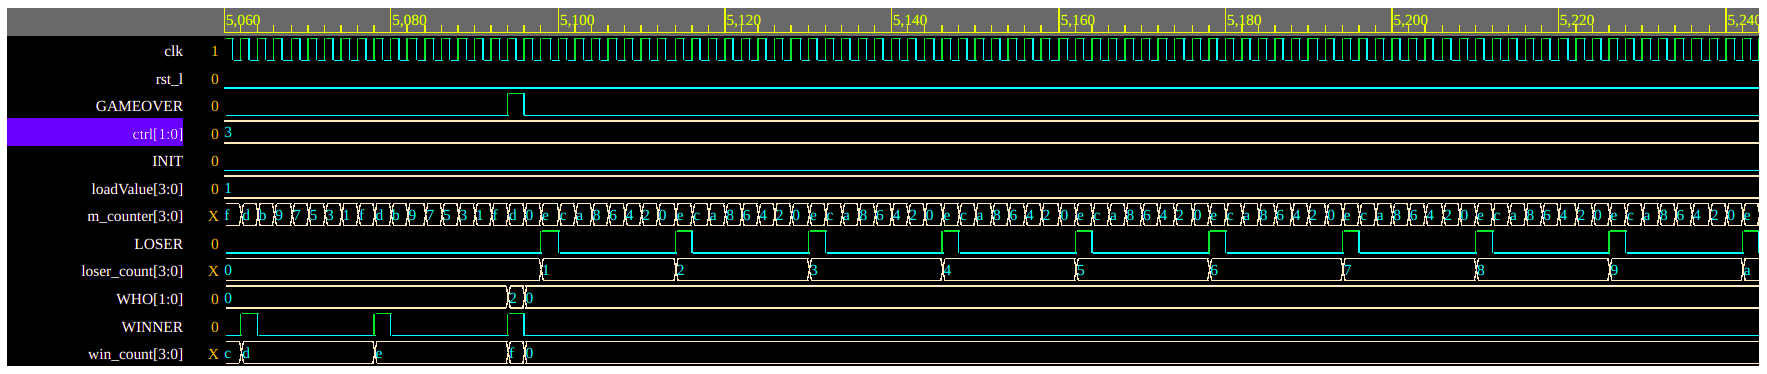 5,060 5,080 5,100 5,120 5,140 5,160 5,180 5,200 5,220 5,240
clk 1
rst_l 0
GAMEOVER 0
ctrl[1:0] 0 3
INIT 0
loadValue[3:0] 0 1
m_counter[3:0] X f d b 9 7 5 3 1 f d b 9 7 5 3 1 f d 0 e c a 8 6 4 2 0 e c a 8 6 4 2 0 e c a 8 6 4 2 0 e c a 8 6 4 2 0 e c a 8 6 4 2 0 e c a 8 6 4 2 0 e c a 8 6 4 2 0 e c a 8 6 4 2 0 e c a 8 6 4 2 0 e
LOSER 0
loser_count[3:0] X 0 1 2 3 4 5 6 7 8 9 a
WHO[1:0] 0 0 2 0
WINNER 0
win_count[3:0] X c d e f 0